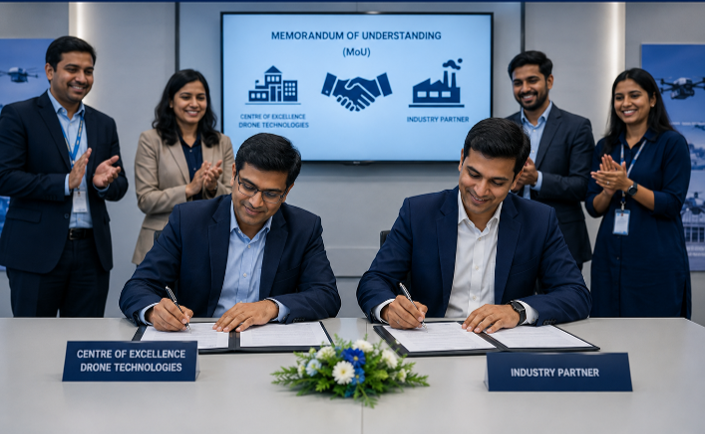 MEMORANDUM OF UNDERSTANDING
(MoU)
CENTRE OF EXCELLENCE
DRONE TECHNOLOGIES
INDUSTRY PARTNER
CENTRE OF EXCELLENCE
DRONE TECHNOLOGIES
INDUSTRY PARTNER